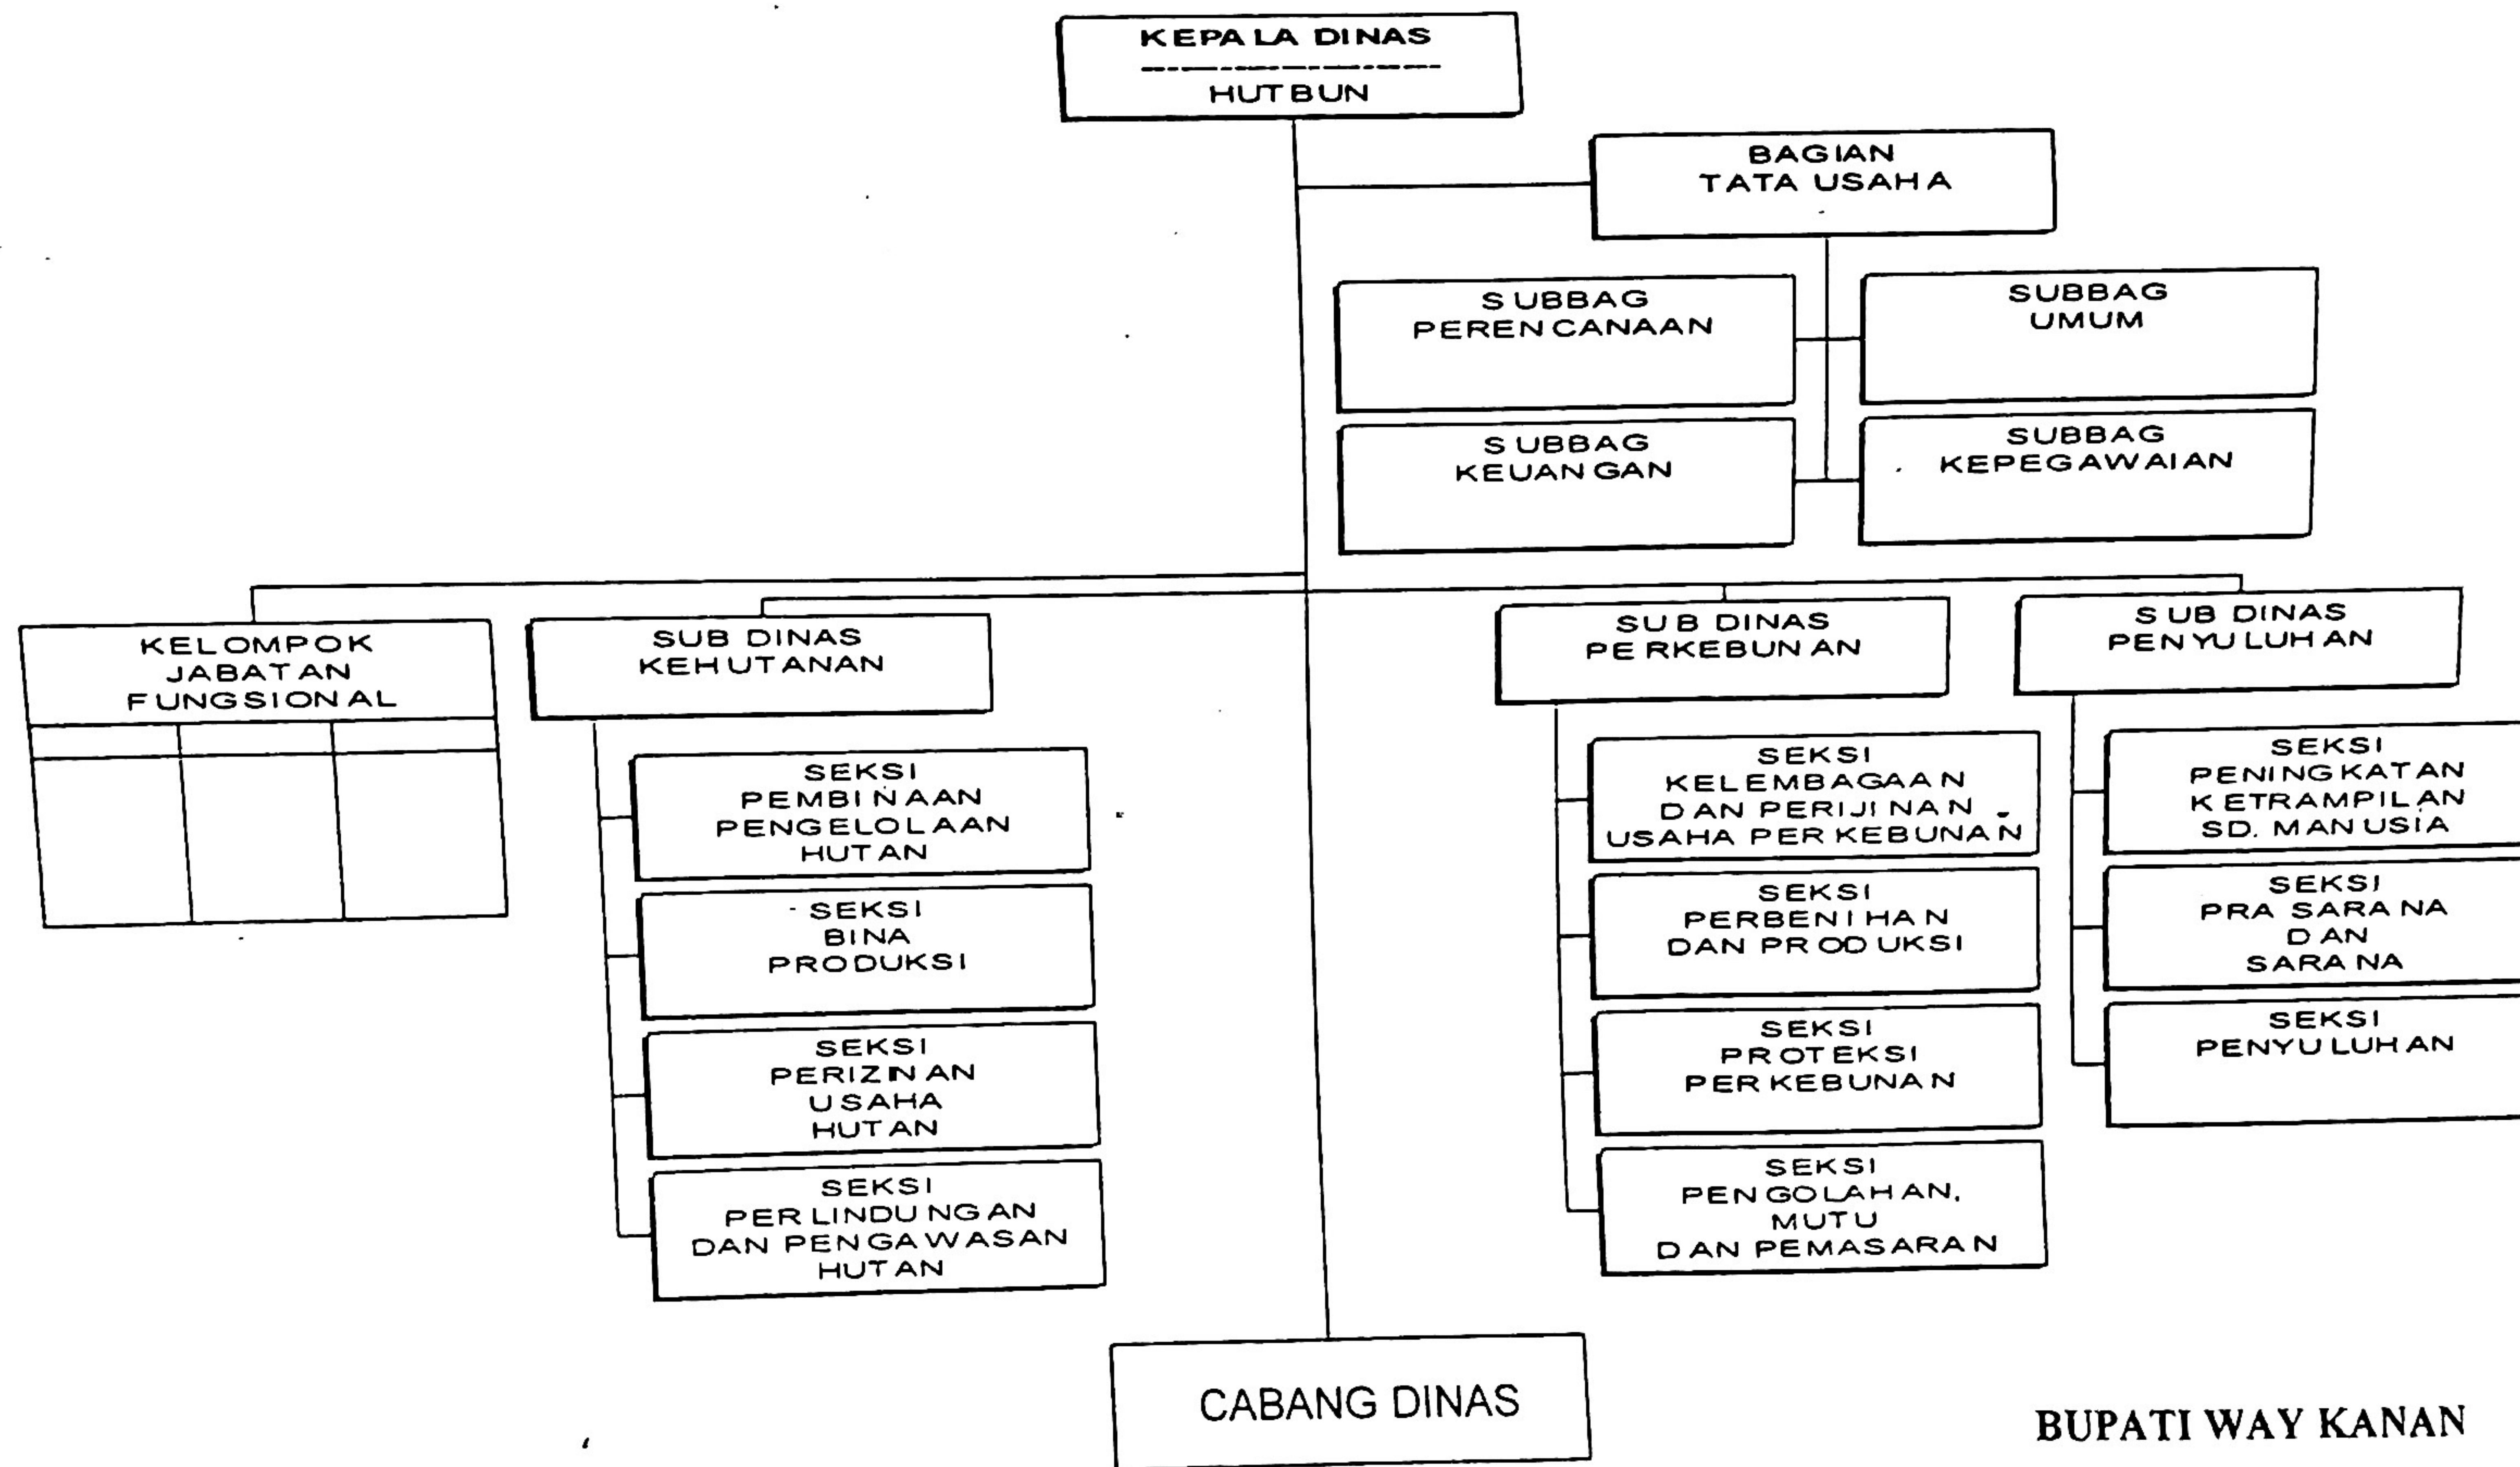 KEPALA DINAS
HUTBUN
BAGIAN
TATA USAHA
SUBBAG
PERENCANAAN
SUBBAG
UMUM
SUBBAG
KEUANGAN
SUBBAG
KEPEGAWAIAN
KELOMPOK
JABATAN
FUNGSIONAL
SUB DINAS
KEHUTANAN
SEKSI
PEMBINAAN
PENGELOLAAN
HUTAN
SEKSI
BINA
PRODUKSI
SEKSI
PERIZINAN
USAHA
HUTAN
SEKSI
PERLINDUNGAN
DAN PENGAWASAN
HUTAN
SUB DINAS
PERKEBUNAN
SEKSI
KELEMBAGAAN
DAN PERIJINAN
USAHA PERKEBUNAN
SEKSI
PERBENIHAN
DAN PRODUKSI
SEKSI
PROTEKSI
PERKEBUNAN
SEKSI
PENGOLAHAN,
MUTU
DAN PEMASARAN
SUB DINAS
PENYULUHAN
SEKSI
PENINGKATAN
KETRAMPILAN
SD. MANUSIA
SEKSI
PRA SARANA
DAN
SARANA
SEKSI
PENYULUHAN
CABANG DINAS
BUPATI WAY KANAN